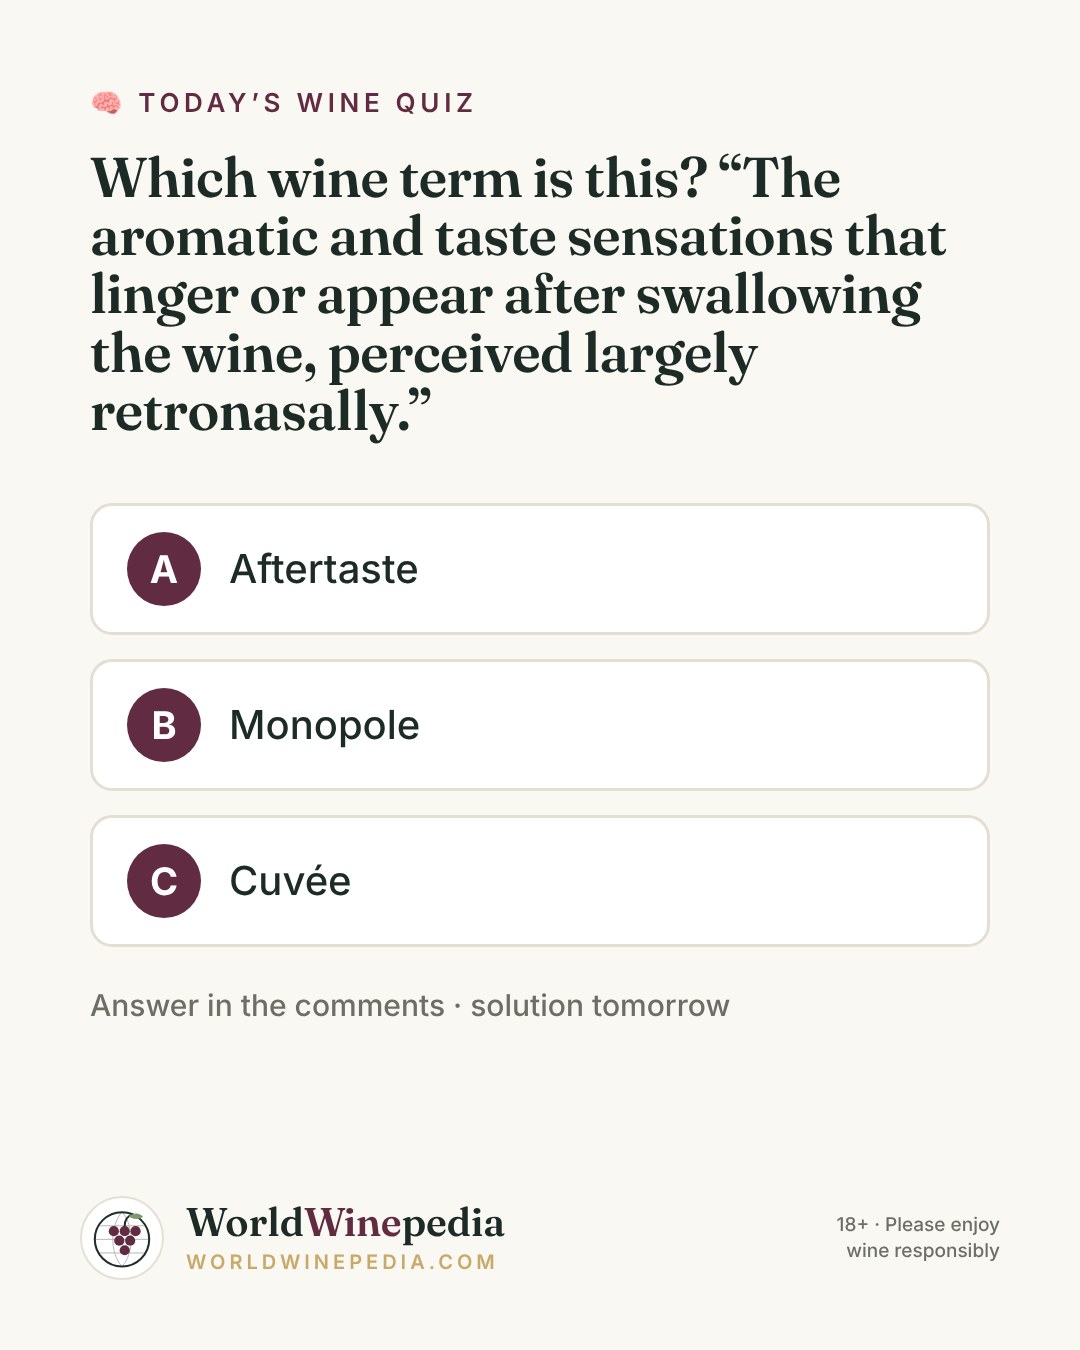 TODAY’S WINE QUIZ
Which wine term is this? “The
aromatic and taste sensations that
linger or appear after swallowing
the wine, perceived largely
retronasally.”
A Aftertaste
B Monopole
C Cuvée
Answer in the comments · solution tomorrow
WorldWinepedia
WORLDWINEPEDIA.COM
18+ · Please enjoy
wine responsibly